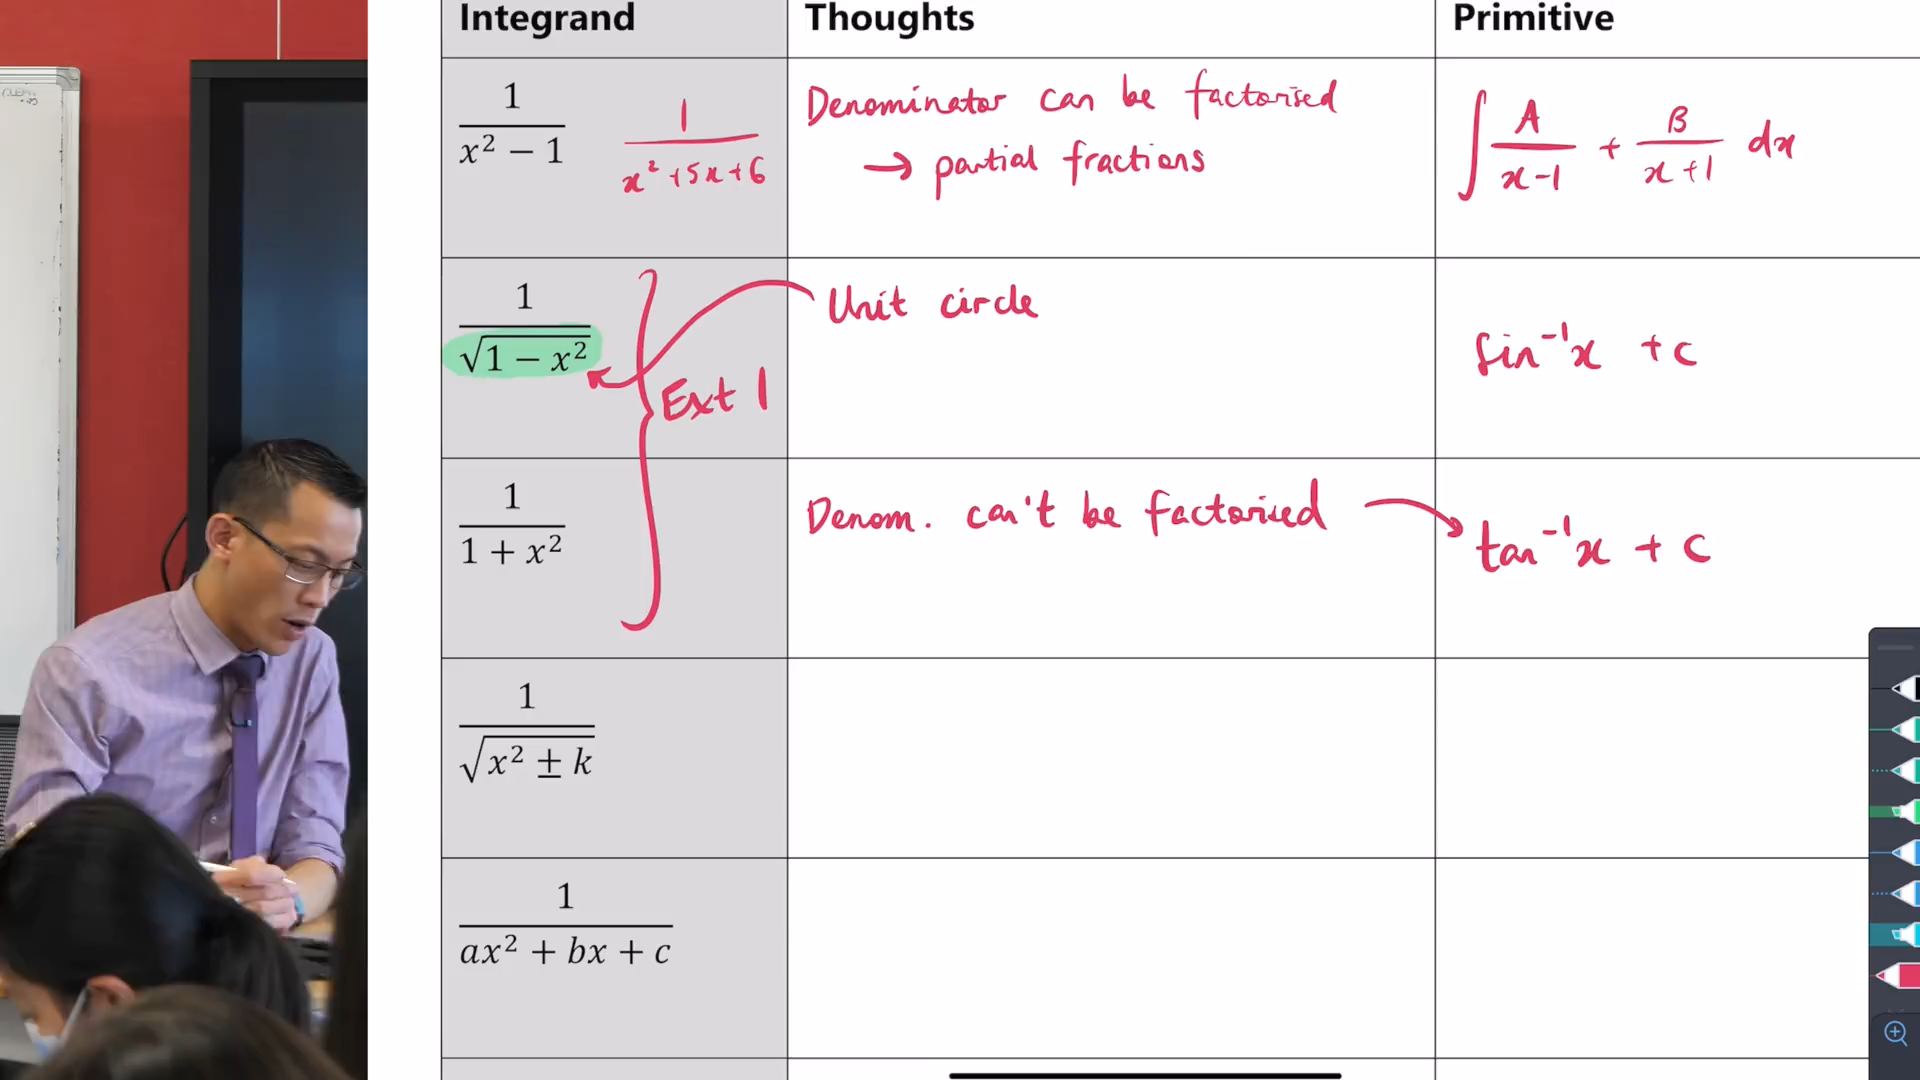 Integrand Thoughts Primitive
1/(x² − 1) 1/(x² + 5x + 6) Denominator can be factorised ∫ A/(x−1) + B/(x+1) dx
→ partial fractions
1/√(1 − x²) Unit circle sin⁻¹x + c
Ext 1
1/(1 + x²) Denom. can't be factorised tan⁻¹x + c
1/√(x² ± k)
1/(ax² + bx + c)